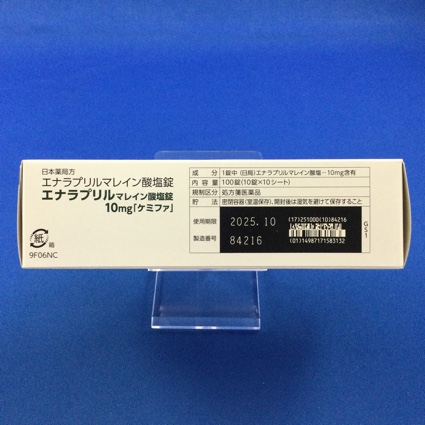 日本薬局方
エナラプリルマレイン酸塩錠
エナラプリルマレイン酸塩錠
10mg「ケミファ」
紙 箱
9F06NC
成分 1錠中 (日局)エナラプリルマレイン酸塩…10mg含有
内容量 100錠(10錠×10シート)
規制区分 処方箋医薬品
貯法 密閉容器(室温保存)、開封後は湿気を避けて保存すること
使用期限 2025.10
製造番号 84216
(17)251000(10)84216
(01)14987171583132
GS1